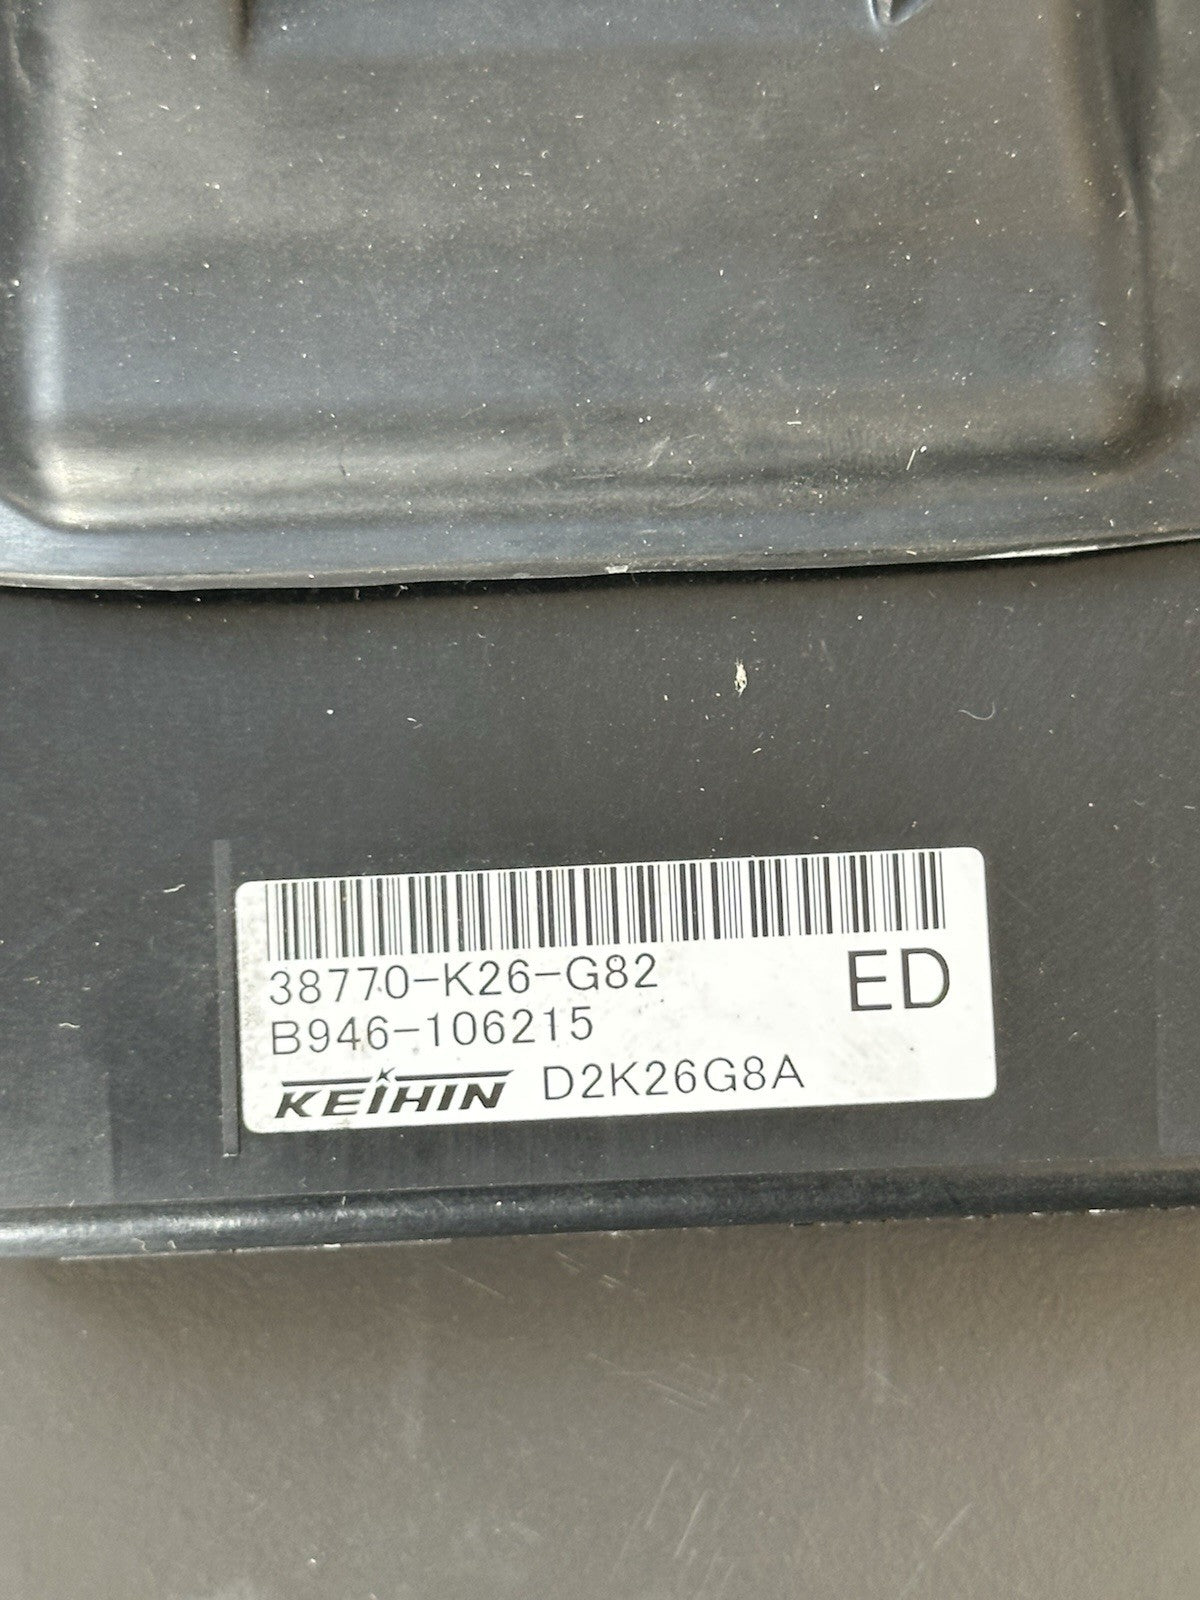 38770-K26-G82
ED
B946-106215
KEIHIN D2K26G8A